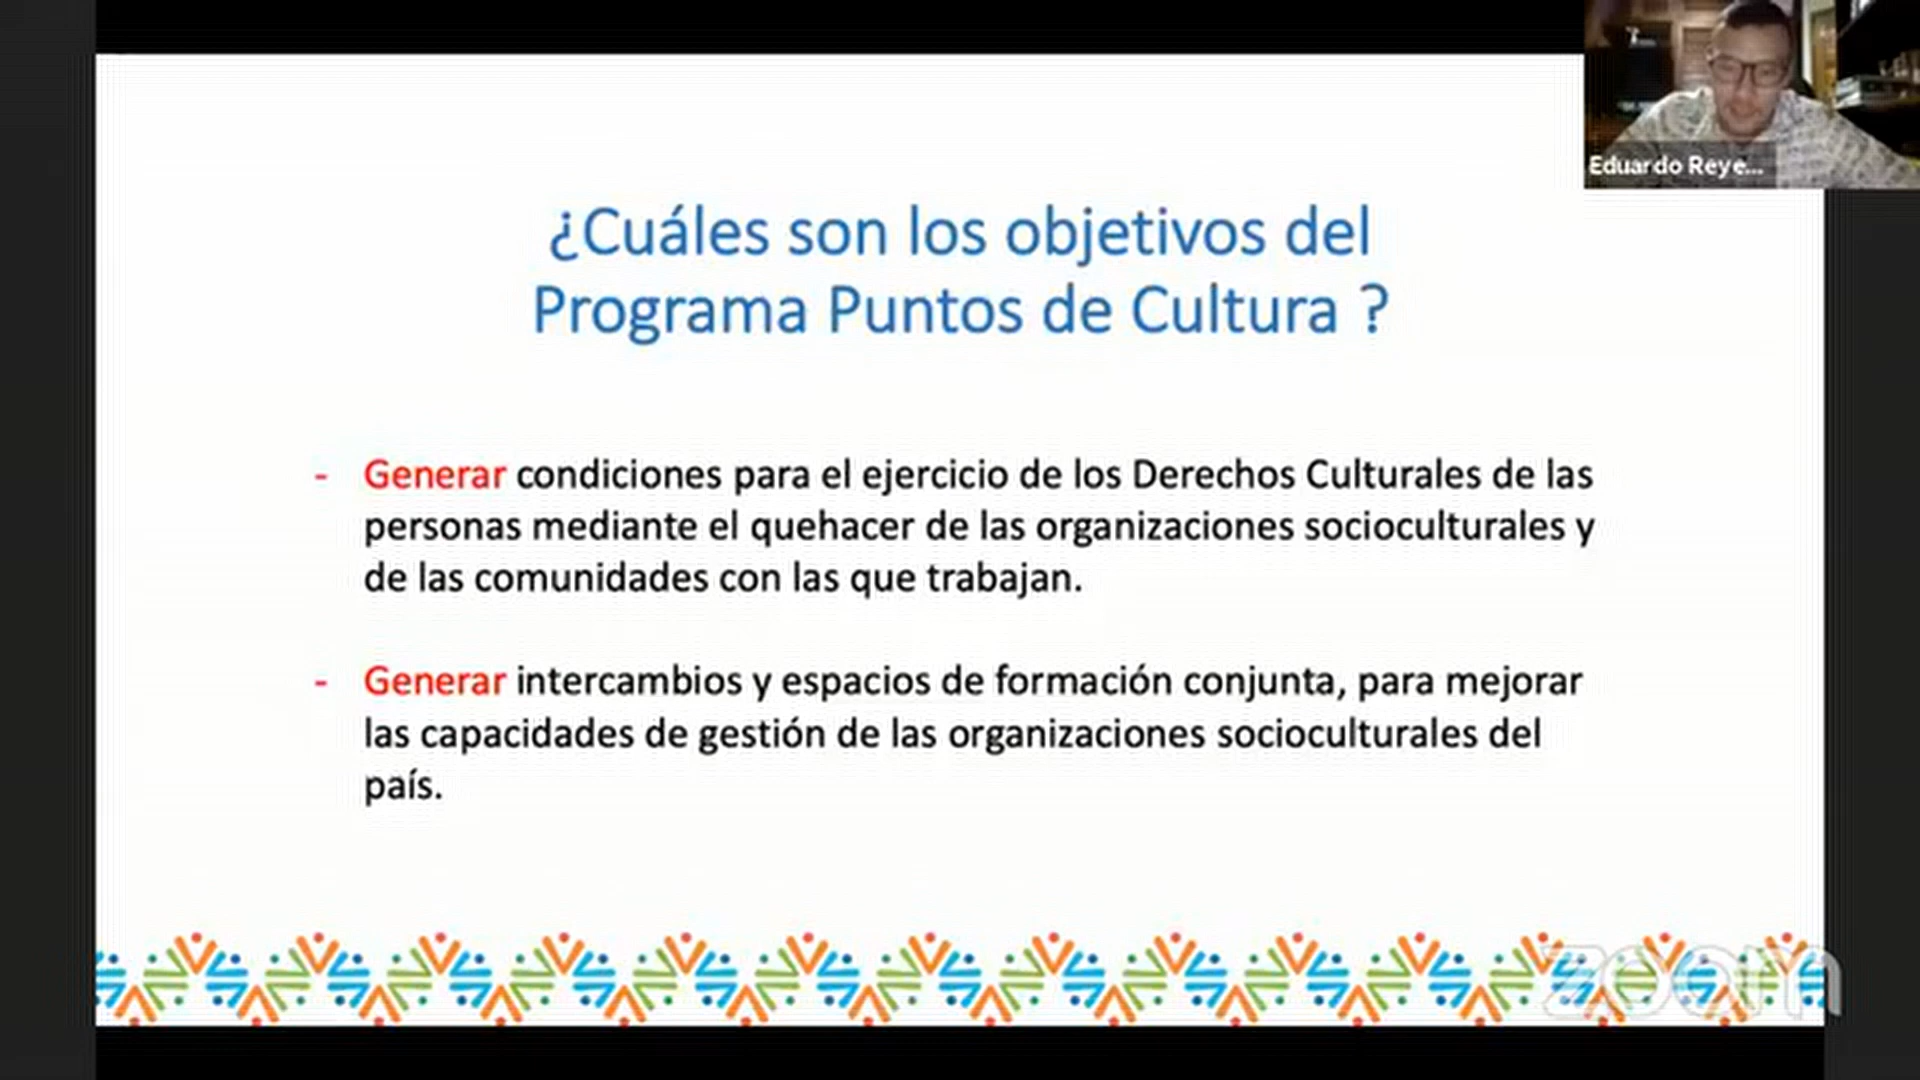 Eduardo Reye...
¿Cuáles son los objetivos del
Programa Puntos de Cultura ?
- Generar condiciones para el ejercicio de los Derechos Culturales de las
personas mediante el quehacer de las organizaciones socioculturales y
de las comunidades con las que trabajan.
- Generar intercambios y espacios de formación conjunta, para mejorar
las capacidades de gestión de las organizaciones socioculturales del
país.
zoom